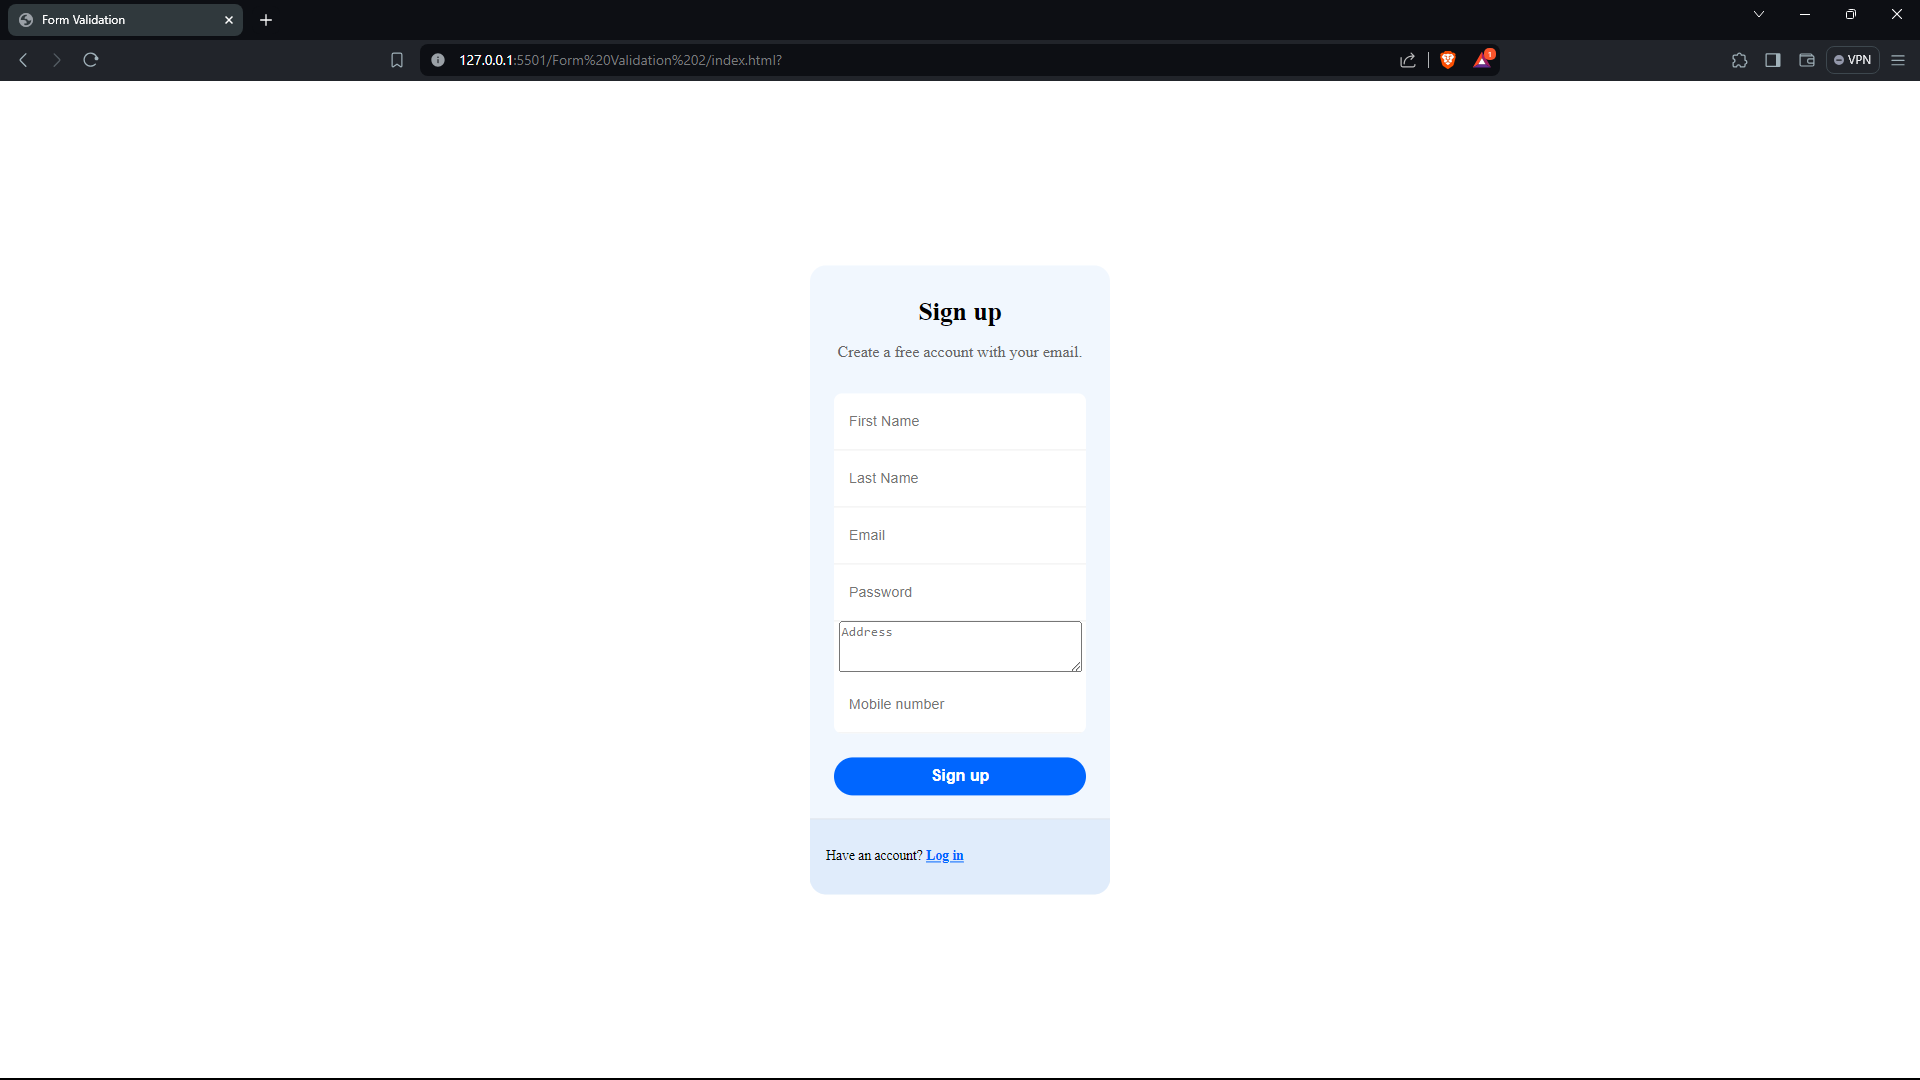 Form Validation
127.0.0.1:5501/Form%20Validation%202/index.html?
1
VPN
Sign up
Create a free account with your email.
First Name
Last Name
Email
Password
Address
Mobile number
Sign up
Have an account? Log in